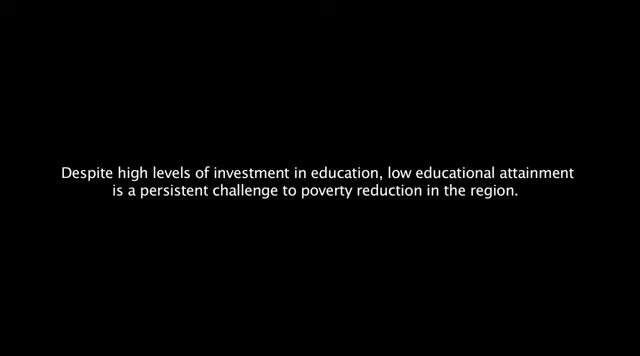 Despite high levels of investment in education, low educational attainment
is a persistent challenge to poverty reduction in the region.